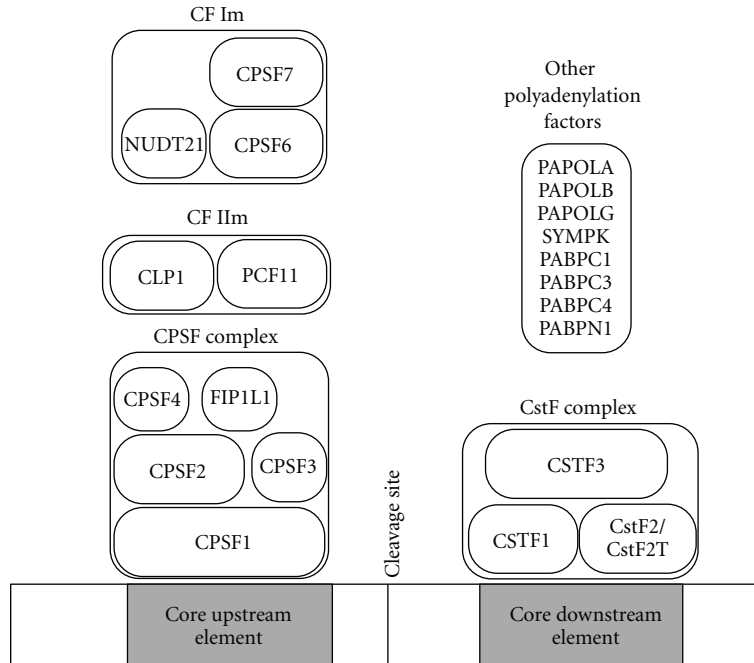 CF Im
CPSF7
NUDT21
CPSF6
CF IIm
CLP1
PCF11
CPSF complex
CPSF4
FIP1L1
CPSF2
CPSF3
CPSF1
Core upstream
element
Cleavage site
Other
polyadenylation
factors
PAPOLA
PAPOLB
PAPOLG
SYMPK
PABPC1
PABPC3
PABPC4
PABPN1
CstF complex
CSTF3
CSTF1
CstF2/
CstF2T
Core downstream
element